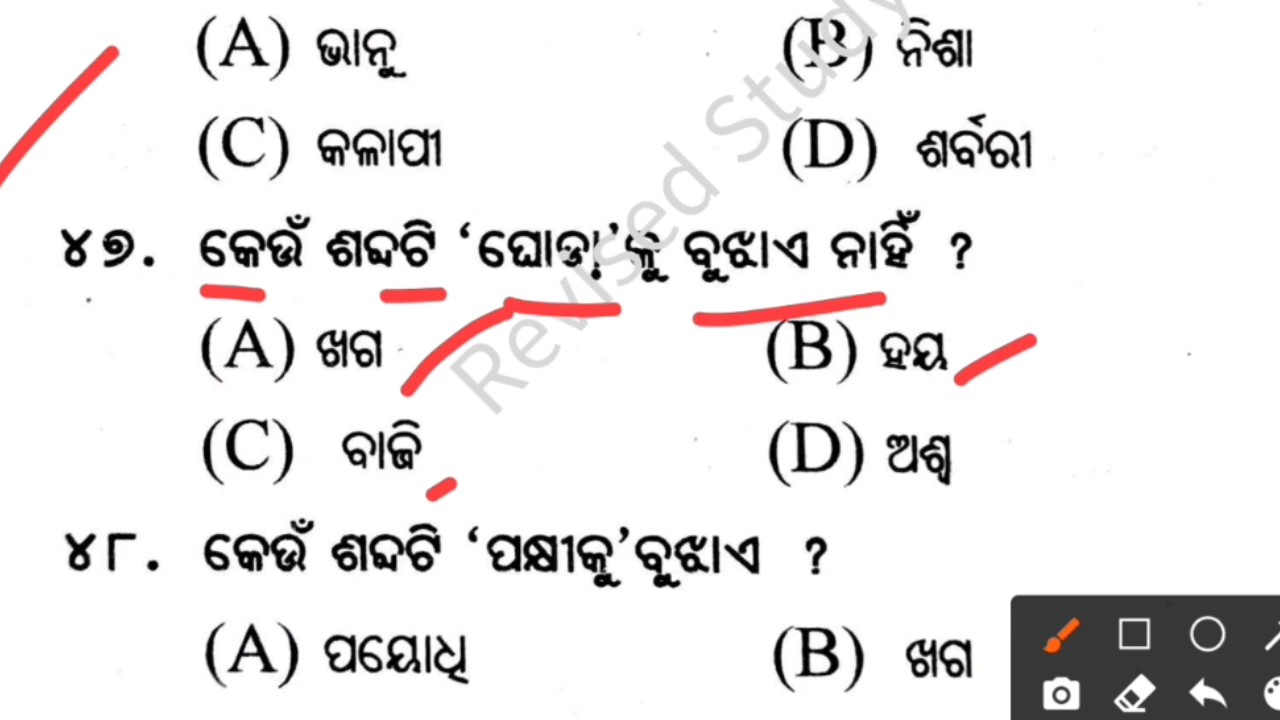 (A) ଭାନୁ (B) ନିଶା
(C) କଳାପୀ (D) ଶର୍ବରୀ
୪୭. କେଉଁ ଶବ୍ଦଟି ‘ଘୋଡ଼ା’କୁ ବୁଝାଏ ନାହିଁ ?
(A) ଖଗ (B) ହୟ
(C) ବାଜି (D) ଅଶ୍ୱ
୪୮. କେଉଁ ଶବ୍ଦଟି ‘ପକ୍ଷୀକୁ’ ବୁଝାଏ ?
(A) ପୟୋଧି (B) ଖଗ
Revised Study